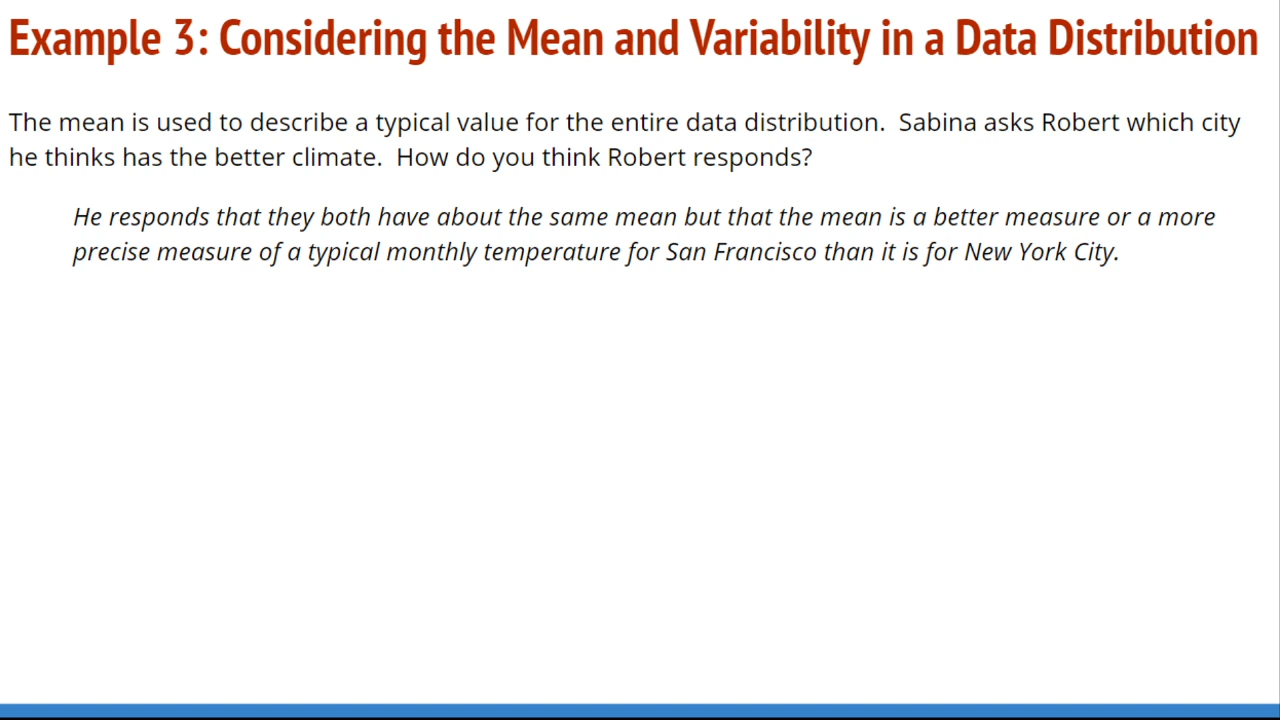 Example 3: Considering the Mean and Variability in a Data Distribution
The mean is used to describe a typical value for the entire data distribution.  Sabina asks Robert which city
he thinks has the better climate.  How do you think Robert responds?
He responds that they both have about the same mean but that the mean is a better measure or a more
precise measure of a typical monthly temperature for San Francisco than it is for New York City.